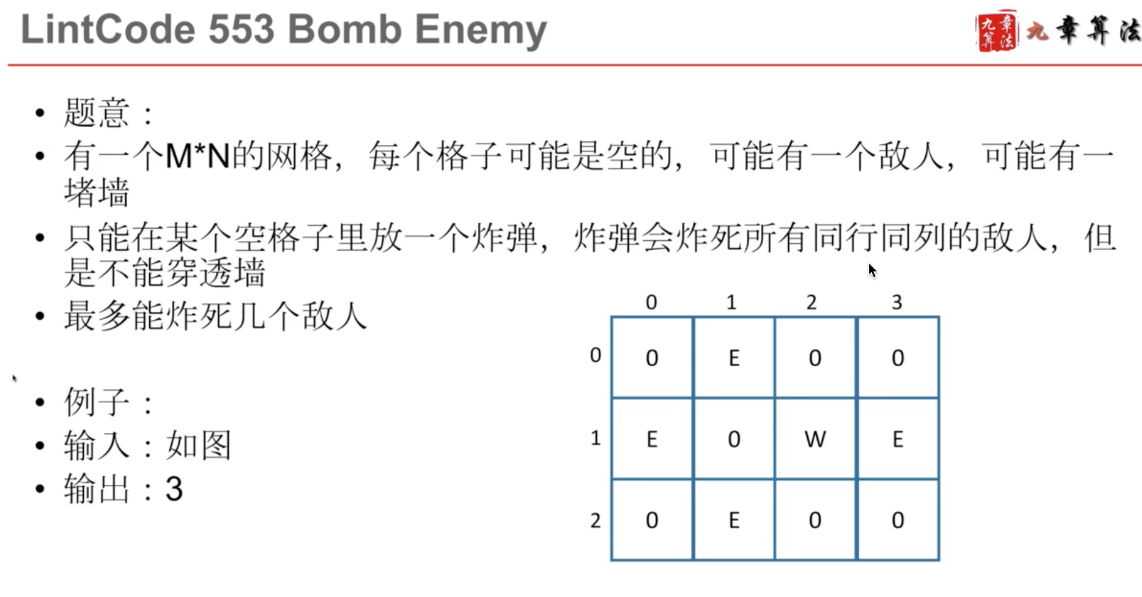 LintCode 553 Bomb Enemy
九章算法 九章算法
• 题意：
• 有一个M*N的网格，每个格子可能是空的，可能有一个敌人，可能有一
堵墙
• 只能在某个空格子里放一个炸弹，炸弹会炸死所有同行同列的敌人，但
是不能穿透墙
• 最多能炸死几个敌人
• 例子：
• 输入：如图
• 输出：3
0 1 2 3
0 0 E 0 0
1 E 0 W E
2 0 E 0 0